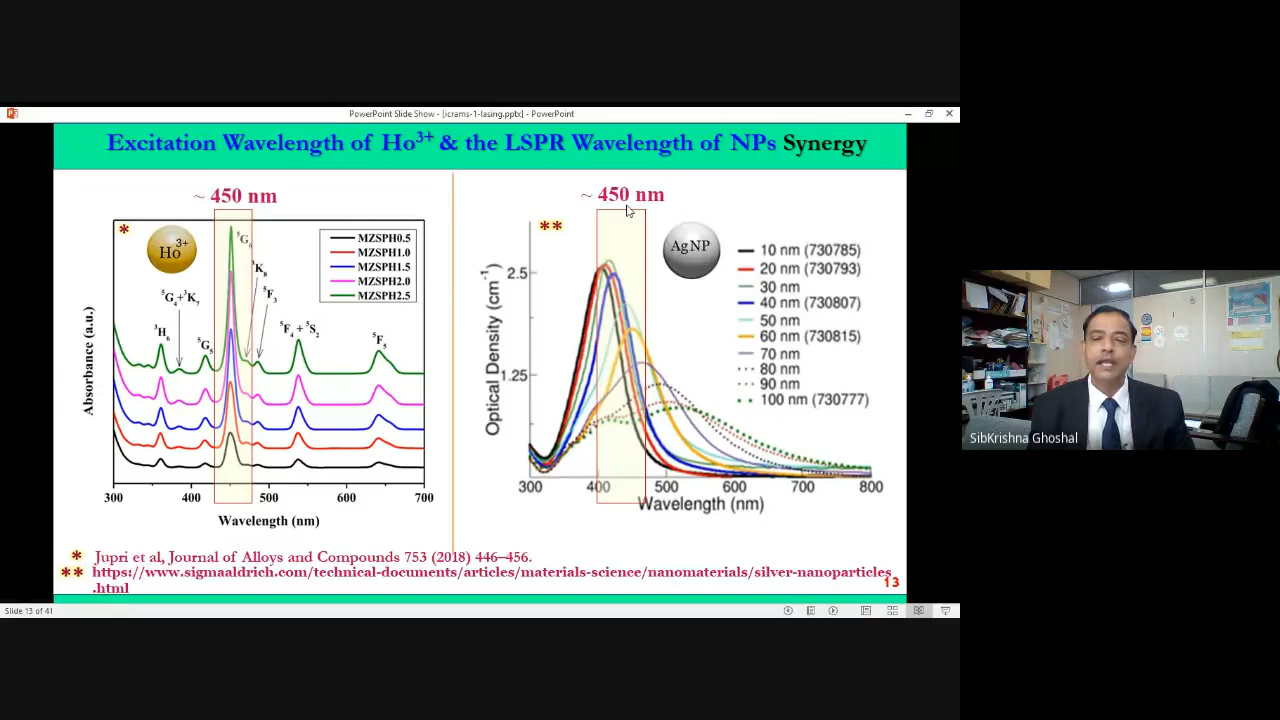 PowerPoint Slide Show - [icrams-1-lasing.pptx] - PowerPoint
Excitation Wavelength of Ho3+ & the LSPR Wavelength of NPs Synergy
~ 450 nm
*
Ho3+
5G6
3K8
5F3
5G4+3K7
3H6
5G5
5F4 + 5S2
5F5
MZSPH0.5
MZSPH1.0
MZSPH1.5
MZSPH2.0
MZSPH2.5
Absorbance (a.u.)
300 400 500 600 700
Wavelength (nm)
~ 450 nm
**
AgNP
10 nm (730785)
20 nm (730793)
30 nm
40 nm (730807)
50 nm
60 nm (730815)
70 nm
80 nm
90 nm
100 nm (730777)
Optical Density (cm-1)
2.5
1.25
300 400 500 600 700 800
Wavelength (nm)
* Jupri et al, Journal of Alloys and Compounds 753 (2018) 446–456.
** https://www.sigmaaldrich.com/technical-documents/articles/materials-science/nanomaterials/silver-nanoparticles
.html
13
Slide 13 of 41
SibKrishna Ghoshal